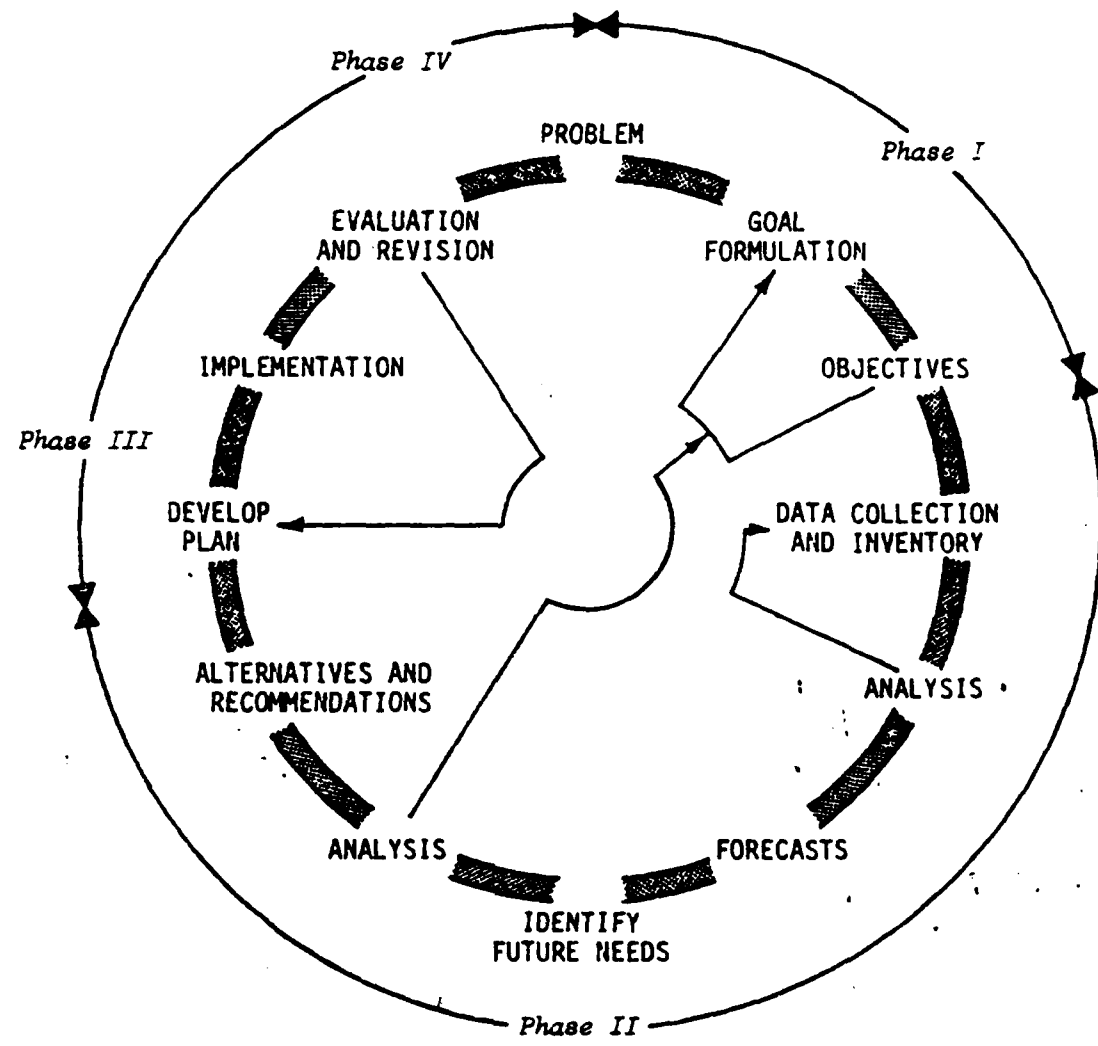 Phase IV
Phase I
PROBLEM
GOAL
FORMULATION
OBJECTIVES
DATA COLLECTION
AND INVENTORY
ANALYSIS
FORECASTS
IDENTIFY
FUTURE NEEDS
ANALYSIS
ALTERNATIVES AND
RECOMMENDATIONS
DEVELOP
PLAN
IMPLEMENTATION
EVALUATION
AND REVISION
Phase III
Phase II